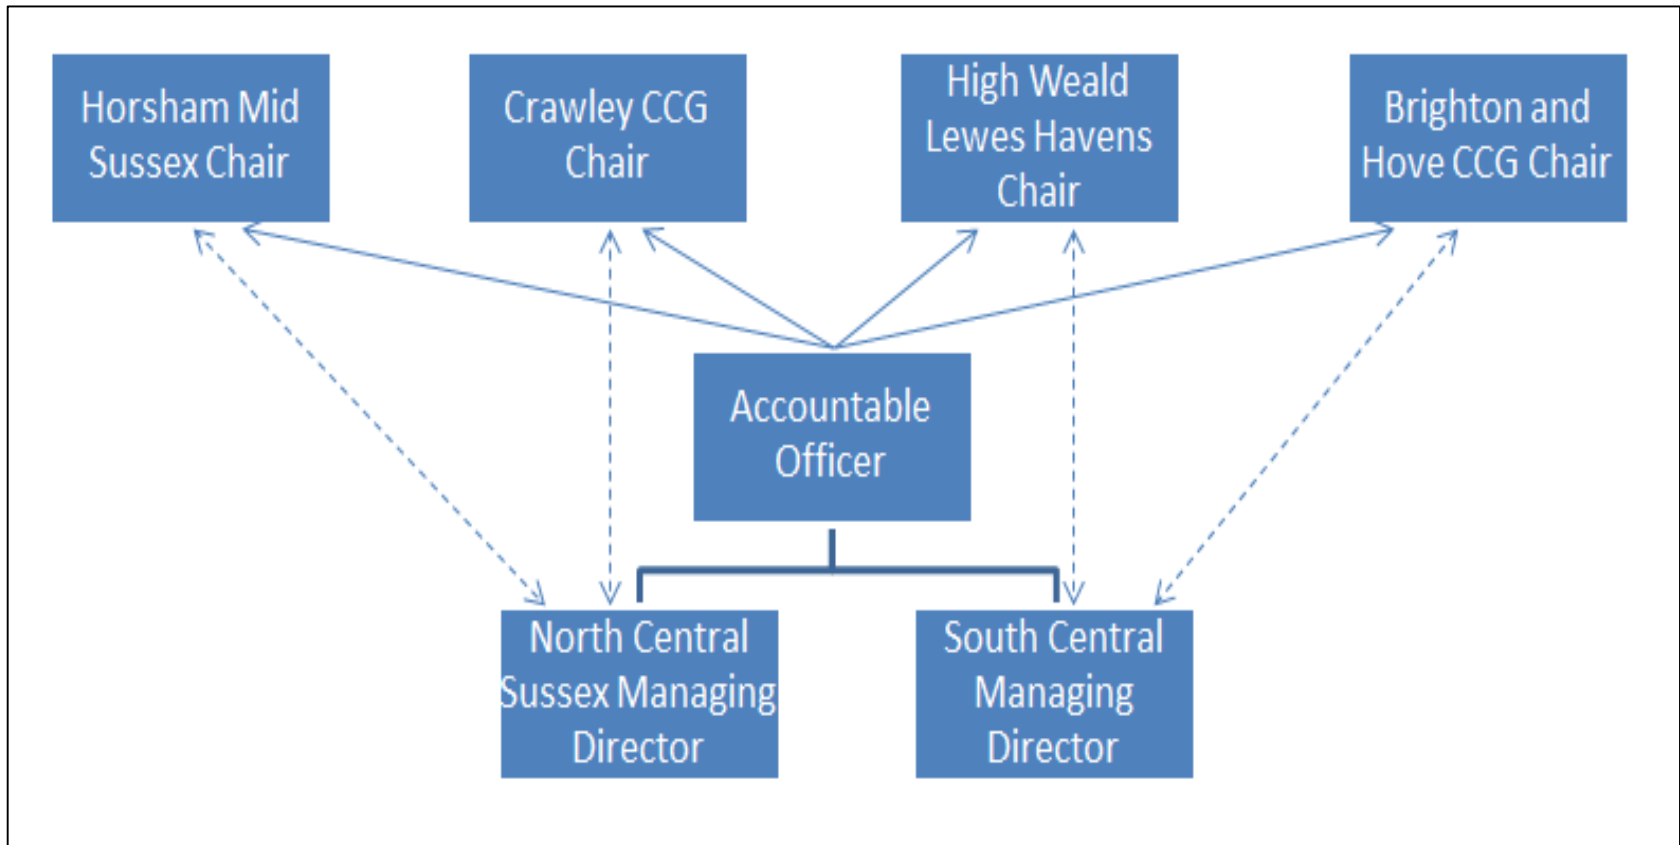 Horsham Mid
Sussex Chair
Crawley CCG
Chair
High Weald
Lewes Havens
Chair
Brighton and
Hove CCG Chair
Accountable
Officer
North Central
Sussex Managing
Director
South Central
Managing
Director